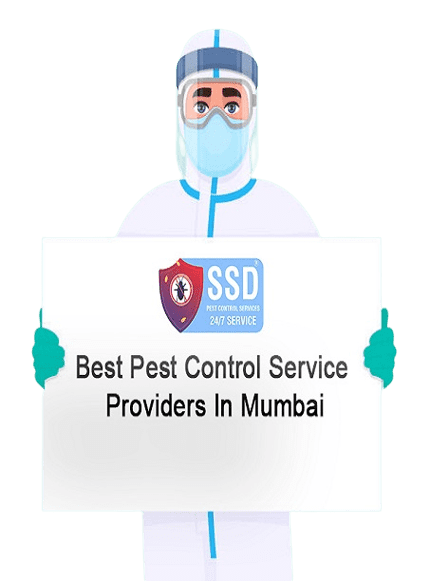 SSD
PEST CONTROL SERVICES
24/7 SERVICE
Best Pest Control Service
Providers In Mumbai